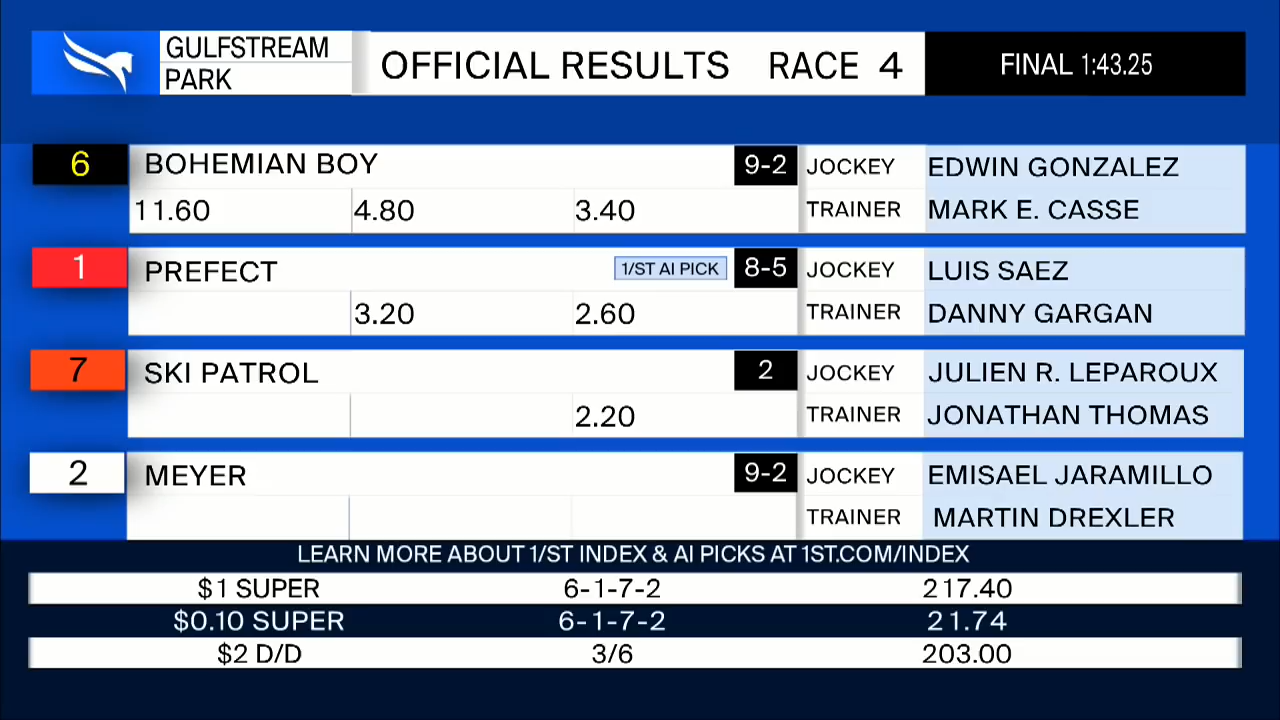 GULFSTREAM PARK
OFFICIAL RESULTS RACE 4
FINAL 1:43.25
6 BOHEMIAN BOY 9-2 JOCKEY EDWIN GONZALEZ
11.60 4.80 3.40 TRAINER MARK E. CASSE
1 PREFECT 1/ST AI PICK 8-5 JOCKEY LUIS SAEZ
3.20 2.60 TRAINER DANNY GARGAN
7 SKI PATROL 2 JOCKEY JULIEN R. LEPAROUX
2.20 TRAINER JONATHAN THOMAS
2 MEYER 9-2 JOCKEY EMISAEL JARAMILLO
TRAINER MARTIN DREXLER
LEARN MORE ABOUT 1/ST INDEX & AI PICKS AT 1ST.COM/INDEX
$1 SUPER 6-1-7-2 217.40
$0.10 SUPER 6-1-7-2 21.74
$2 D/D 3/6 203.00